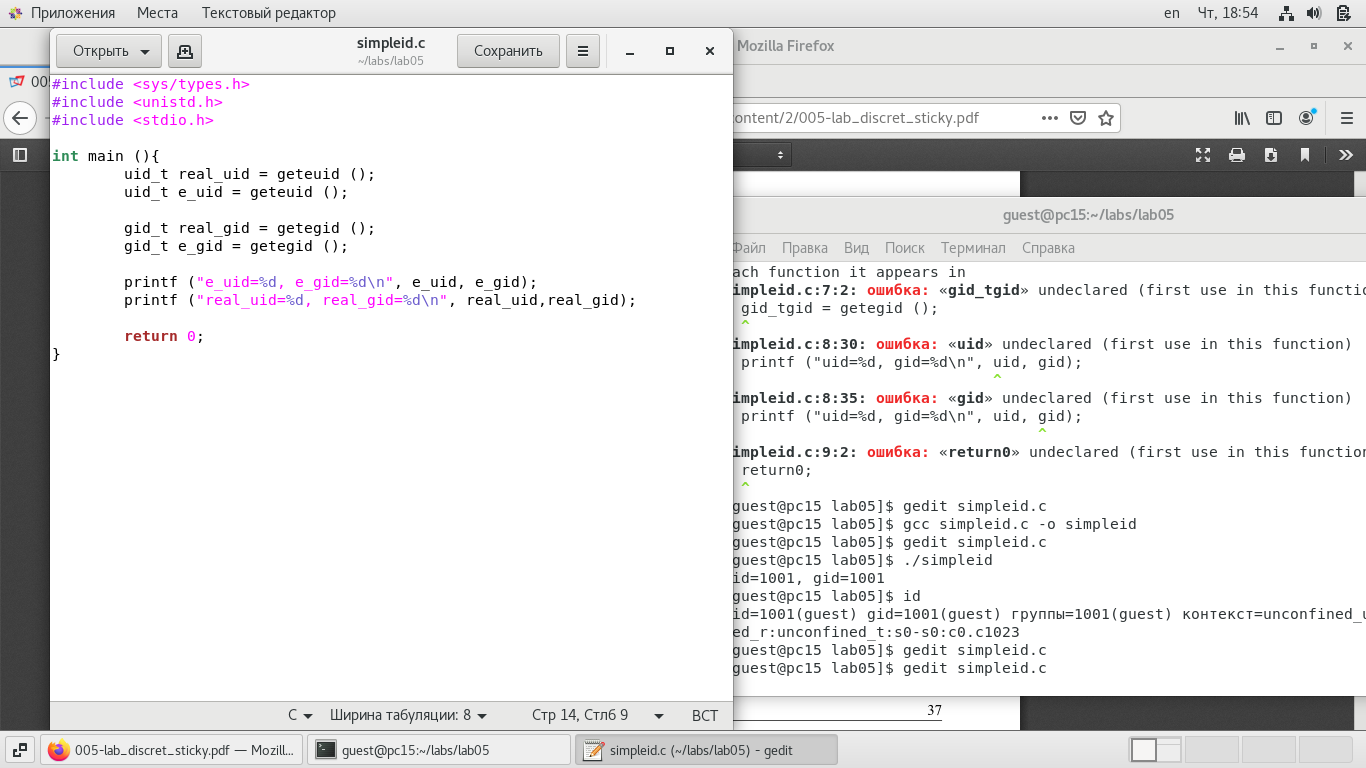 Приложения Места Текстовый редактор en Чт, 18:54
Открыть simpleid.c ~/labs/lab05 Сохранить
Mozilla Firefox
005
ontent/2/005-lab_discret_sticky.pdf
#include <sys/types.h>
#include <unistd.h>
#include <stdio.h>
int main (){
uid_t real_uid = geteuid ();
uid_t e_uid = geteuid ();
gid_t real_gid = getegid ();
gid_t e_gid = getegid ();
printf ("e_uid=%d, e_gid=%d\n", e_uid, e_gid);
printf ("real_uid=%d, real_gid=%d\n", real_uid,real_gid);
return 0;
}
C Ширина табуляции: 8 Стр 14, Стлб 9 ВСТ
guest@pc15:~/labs/lab05
Файл Правка Вид Поиск Терминал Справка
ach function it appears in
impleid.c:7:2: ошибка: «gid_tgid» undeclared (first use in this functio
gid_tgid = getegid ();
^
impleid.c:8:30: ошибка: «uid» undeclared (first use in this function)
printf ("uid=%d, gid=%d\n", uid, gid);
^
impleid.c:8:35: ошибка: «gid» undeclared (first use in this function)
printf ("uid=%d, gid=%d\n", uid, gid);
^
impleid.c:9:2: ошибка: «return0» undeclared (first use in this function
return0;
^
guest@pc15 lab05]$ gedit simpleid.c
guest@pc15 lab05]$ gcc simpleid.c -o simpleid
guest@pc15 lab05]$ gedit simpleid.c
guest@pc15 lab05]$ ./simpleid
id=1001, gid=1001
guest@pc15 lab05]$ id
id=1001(guest) gid=1001(guest) группы=1001(guest) контекст=unconfined_u
ed_r:unconfined_t:s0-s0:c0.c1023
guest@pc15 lab05]$ gedit simpleid.c
guest@pc15 lab05]$ gedit simpleid.c
37
005-lab_discret_sticky.pdf — Mozill... guest@pc15:~/labs/lab05 simpleid.c (~/labs/lab05) - gedit